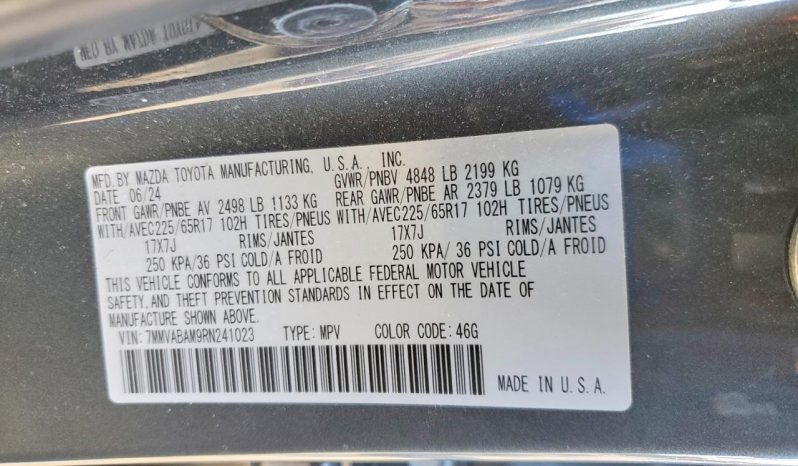 MFD. BY MAZDA TOYOTA MANUFACTURING, U.S.A., INC.
DATE 06/24 GVWR/PNBV 4848 LB 2199 KG
FRONT GAWR/PNBE AV 2498 LB 1133 KG REAR GAWR/PNBE AR 2379 LB 1079 KG
WITH/AVEC225/65R17 102H TIRES/PNEUS WITH/AVEC225/65R17 102H TIRES/PNEUS
17X7J RIMS/JANTES 17X7J RIMS/JANTES
250 KPA/36 PSI COLD/A FROID 250 KPA/ 36 PSI COLD/A FROID
THIS VEHICLE CONFORMS TO ALL APPLICABLE FEDERAL MOTOR VEHICLE
SAFETY, AND THEFT PREVENTION STANDARDS IN EFFECT ON THE DATE OF
MANUFACTURE SHOWN ABOVE.
VIN: 7MMVABAM9RN241023 TYPE: MPV COLOR CODE: 46G
MADE IN U.S.A.